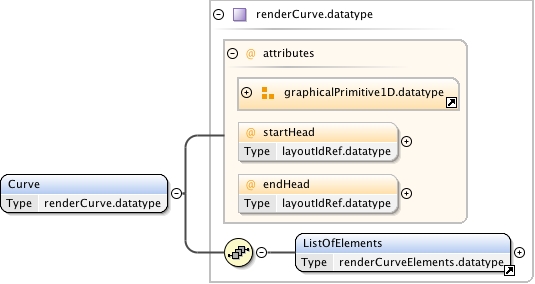 renderCurve.datatype
@ attributes
graphicalPrimitive1D.datatype
@ startHead
Type layoutIdRef.datatype
Curve
Type renderCurve.datatype
@ endHead
Type layoutIdRef.datatype
ListOfElements
Type renderCurveElements.datatype